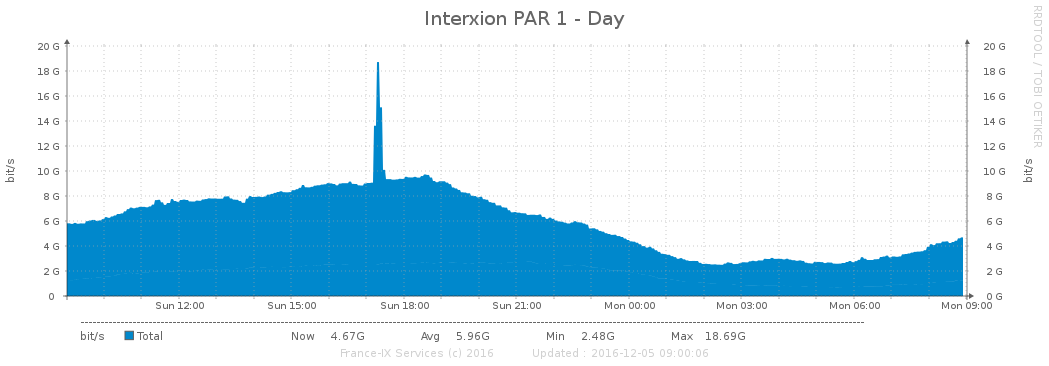 Interxion PAR 1 - Day
RRDTOOL / TOBI OETIKER
20 G 20 G
18 G 18 G
16 G 16 G
14 G 14 G
12 G 12 G
10 G 10 G
8 G 8 G
6 G 6 G
4 G 4 G
2 G 2 G
0 0 G
bit/s bit/s
Sun 12:00 Sun 15:00 Sun 18:00 Sun 21:00 Mon 00:00 Mon 03:00 Mon 06:00 Mon 09:00
bit/s Total Now 4.67G Avg 5.96G Min 2.48G Max 18.69G
France-IX Services (c) 2016 Updated : 2016-12-05 09:00:06